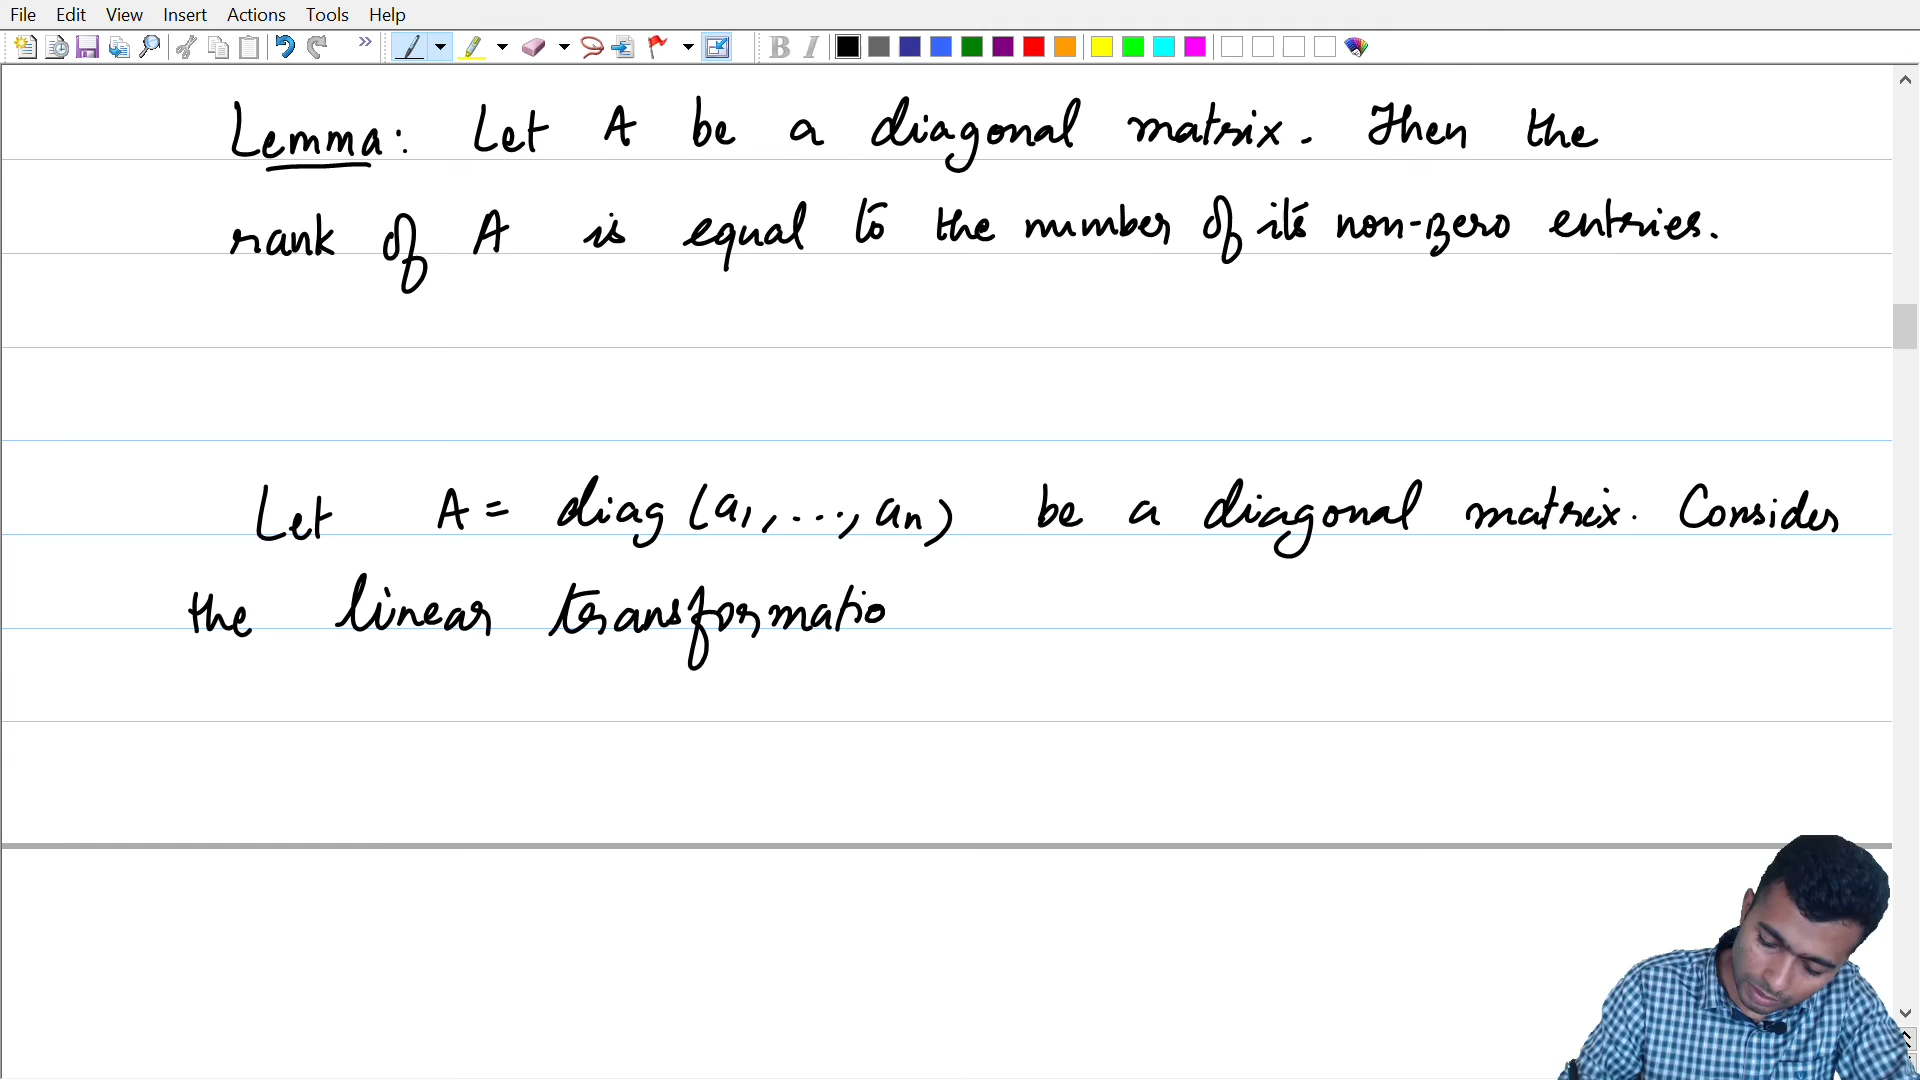 File Edit View Insert Actions Tools Help
» B I
Lemma: Let A be a diagonal matrix. Then the
rank of A is equal to the number of its non-zero entries.
Let A = diag (a₁, ..., aₙ) be a diagonal matrix. Consider
the linear transformatio